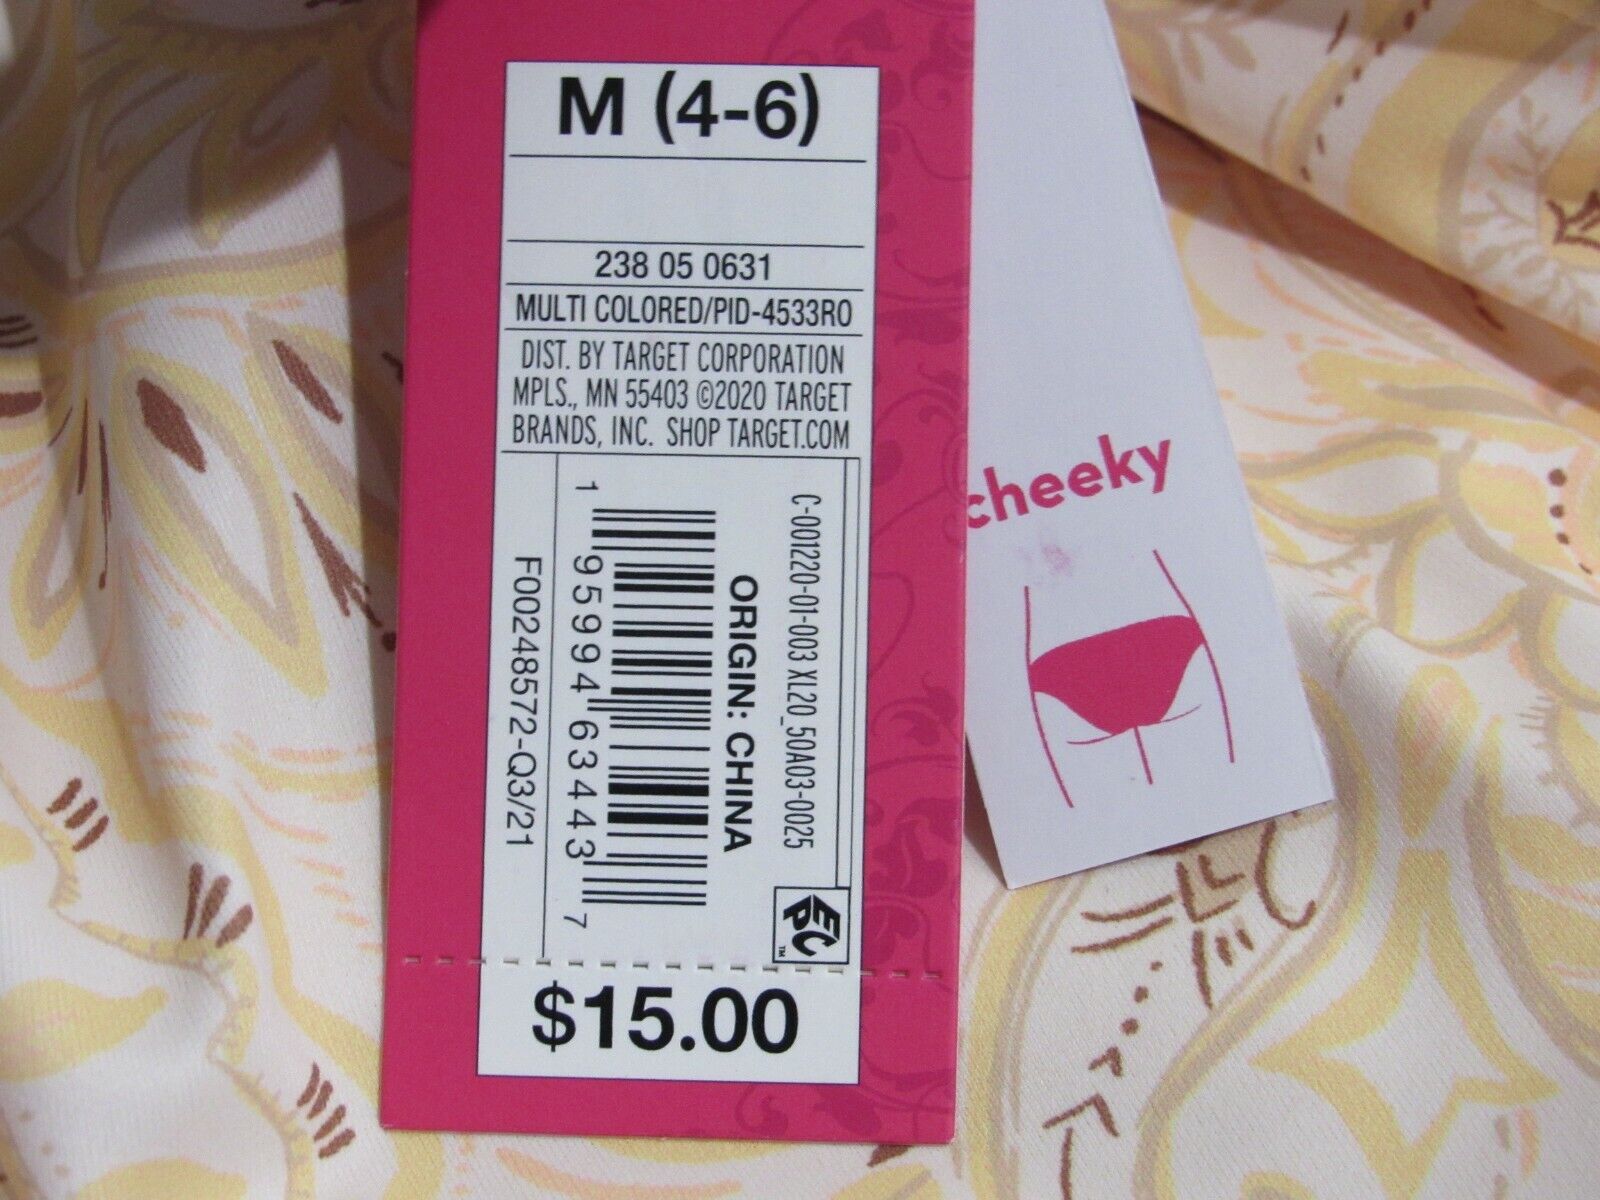 M (4-6)
238 05 0631
MULTI COLORED/PID-4533RO
DIST. BY TARGET CORPORATION
MPLS., MN 55403 ©2020 TARGET
BRANDS, INC. SHOP TARGET.COM
C-001220-01-003 XL20_50A03-0025
ORIGIN: CHINA
1 95994 63443 7
F00248572-Q3/21
EPC™
$15.00
cheeky